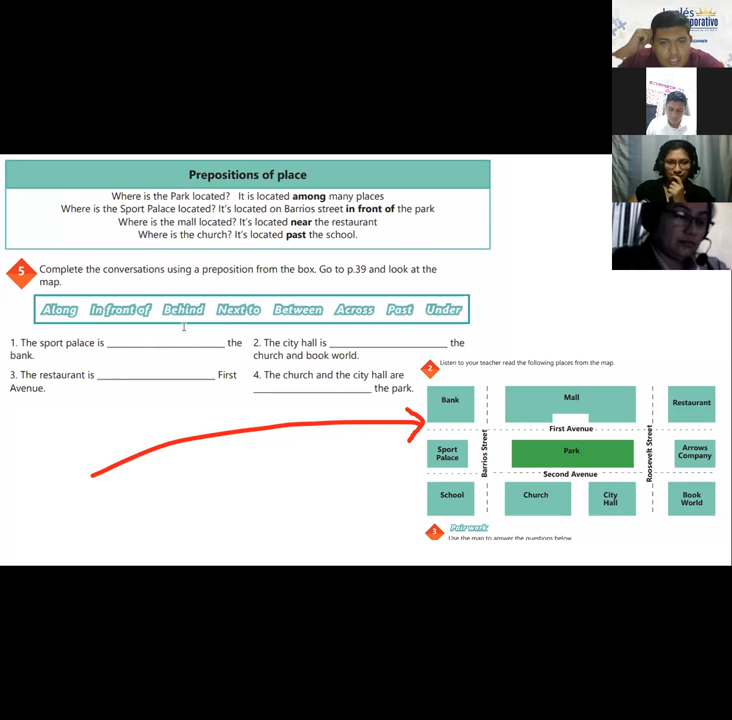 Inglés
porativo
Prepositions of place
Where is the Park located? It is located among many places
Where is the Sport Palace located? It's located on Barrios street in front of the park
Where is the mall located? It's located near the restaurant
Where is the church? It's located past the school.
5 Complete the conversations using a preposition from the box. Go to p.39 and look at the
map.
Along In front of Behind Next to Between Across Past Under
1. The sport palace is ______________________ the
bank.
2. The city hall is ______________________ the
church and book world.
3. The restaurant is ______________________ First
Avenue.
4. The church and the city hall are
______________________ the park.
2 Listen to your teacher read the following places from the map.
Bank
Mall
Restaurant
First Avenue
Sport
Palace
Barrios Street
Park
Roosevelt Street
Arrows
Company
Second Avenue
School
Church
City
Hall
Book
World
3 Pair work
Use the map to answer the questions below